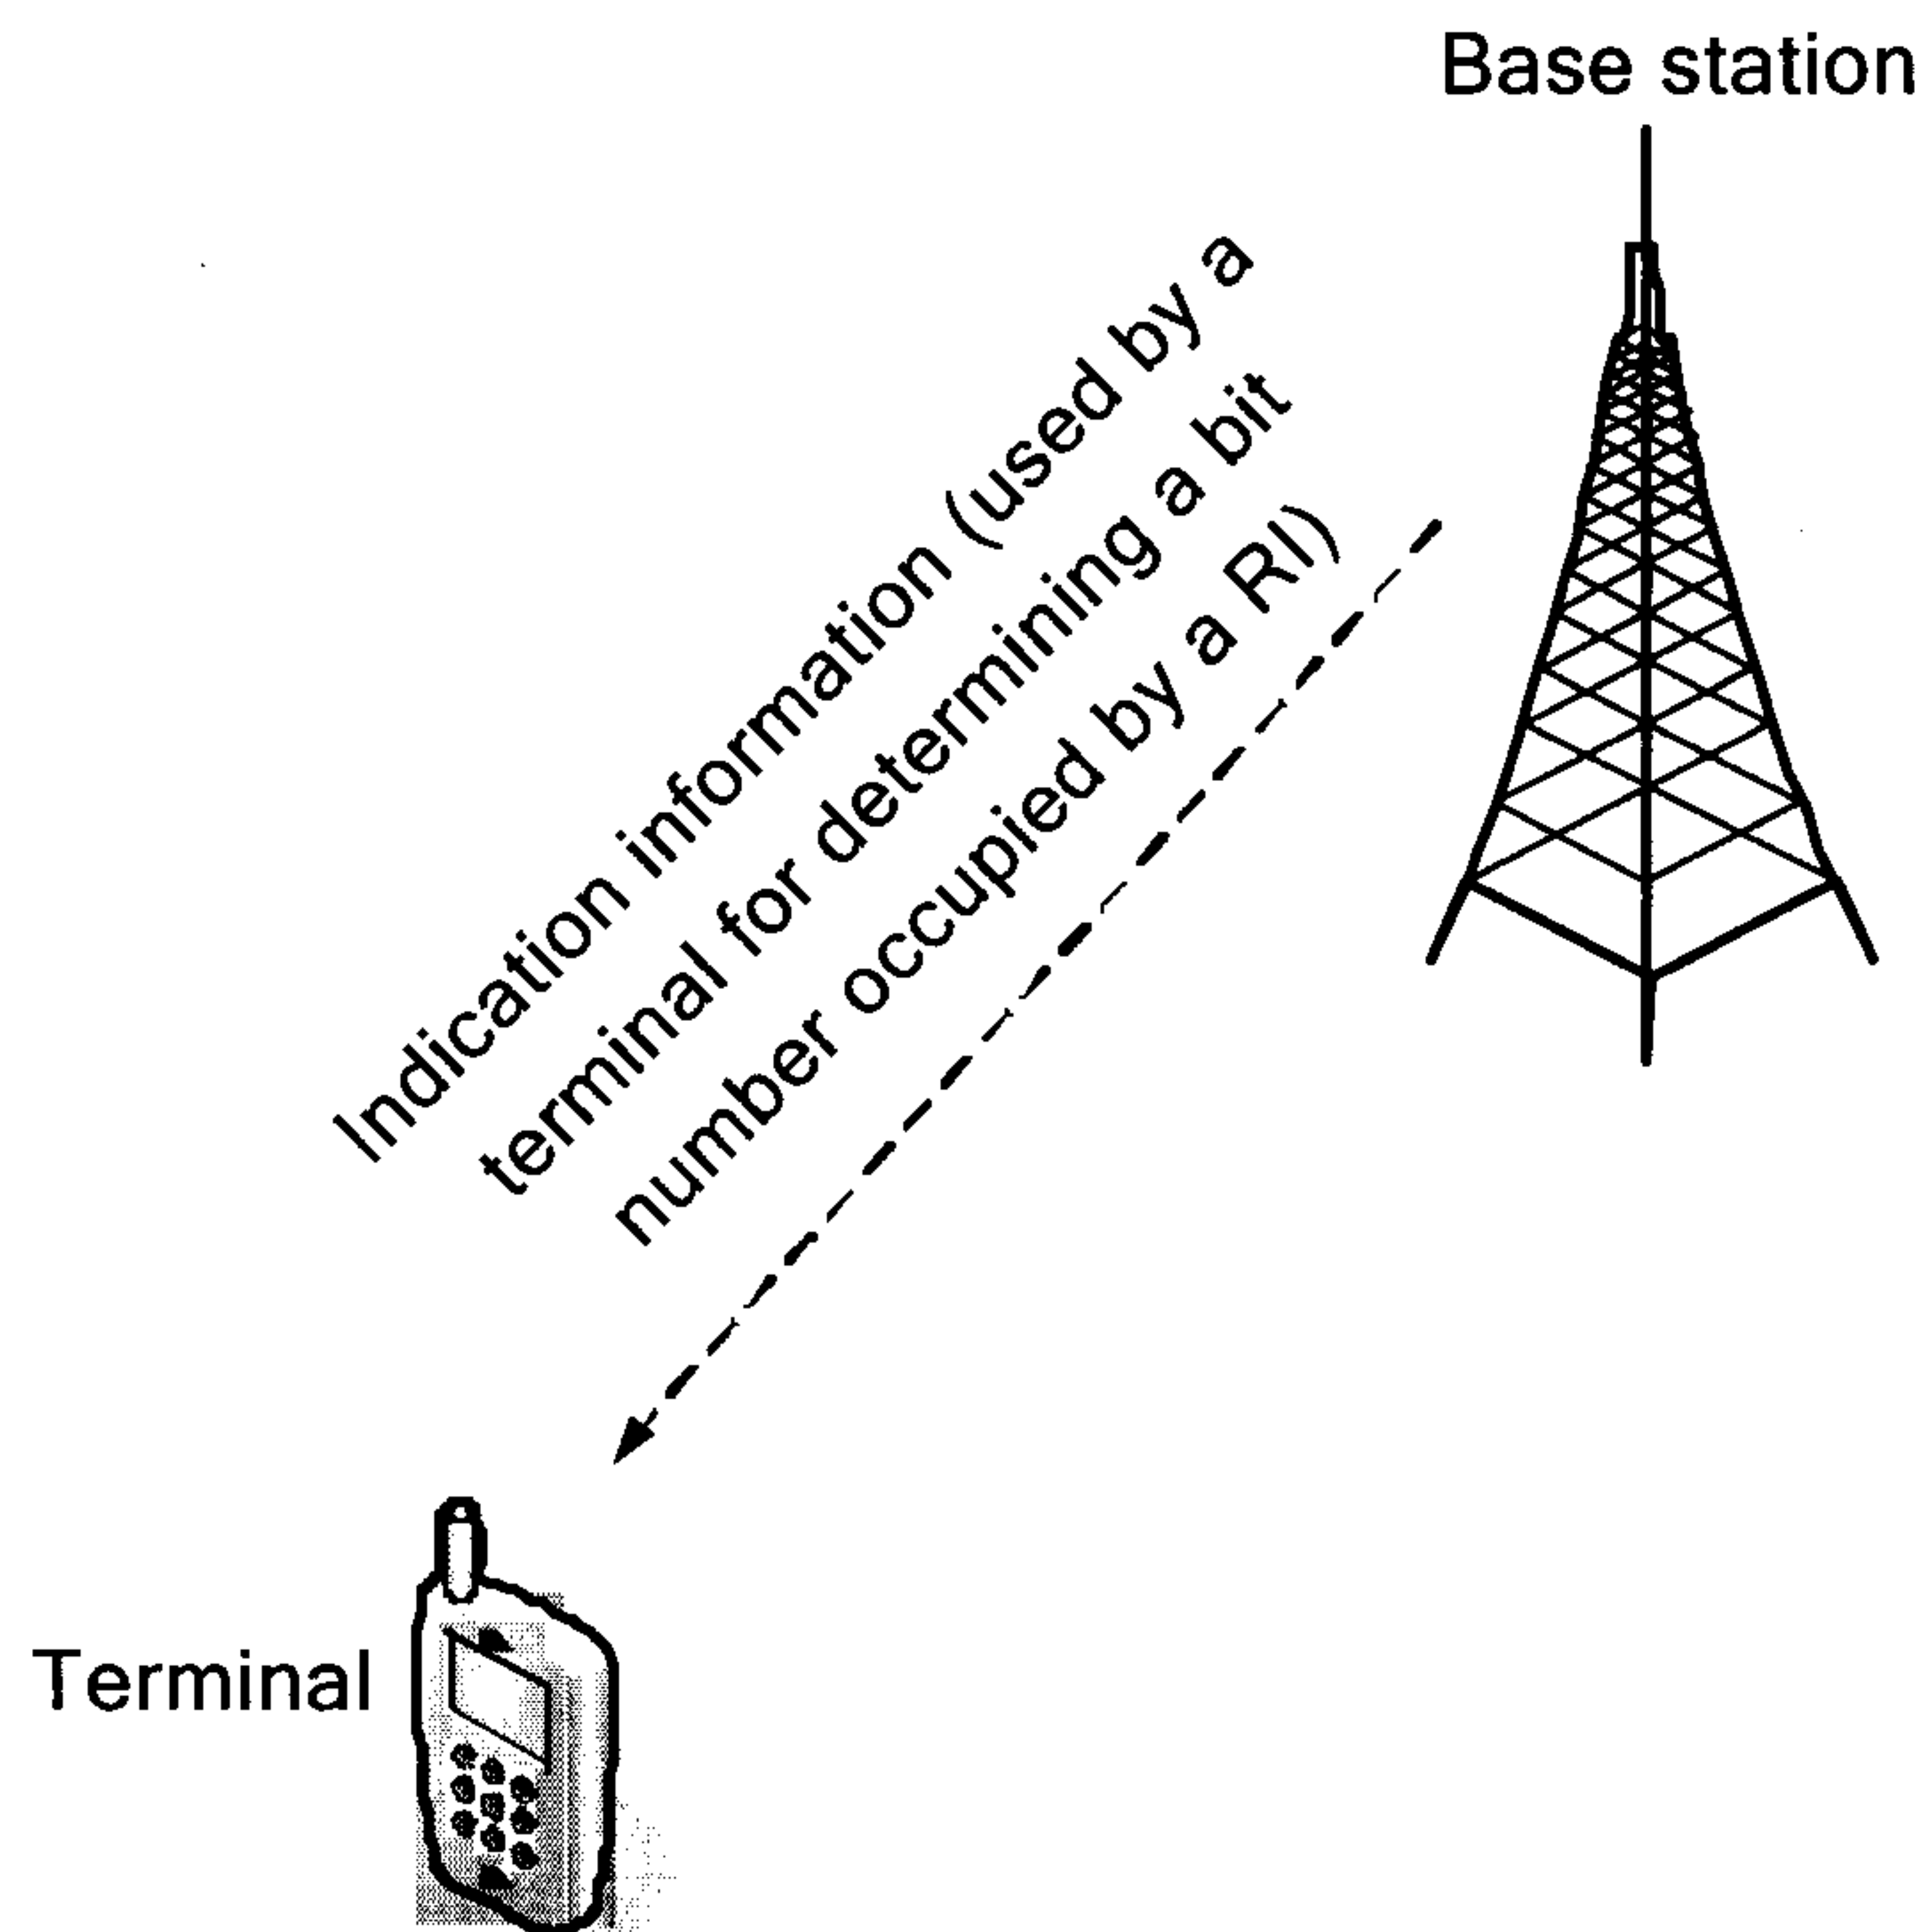 Base station
Indication information (used by a
terminal for determining a bit
number occupied by a RI)
Terminal